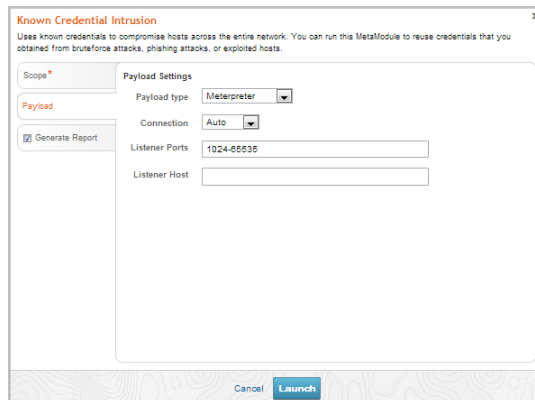 Known Credential Intrusion
Uses known credentials to compromise hosts across the entire network. You can run this MetaModule to reuse credentials that you
obtained from bruteforce attacks, phishing attacks, or exploited hosts.
Scope*
Payload
Generate Report
Payload Settings
Payload type Meterpreter
Connection Auto
Listener Ports 1024-65535
Listener Host
Cancel Launch